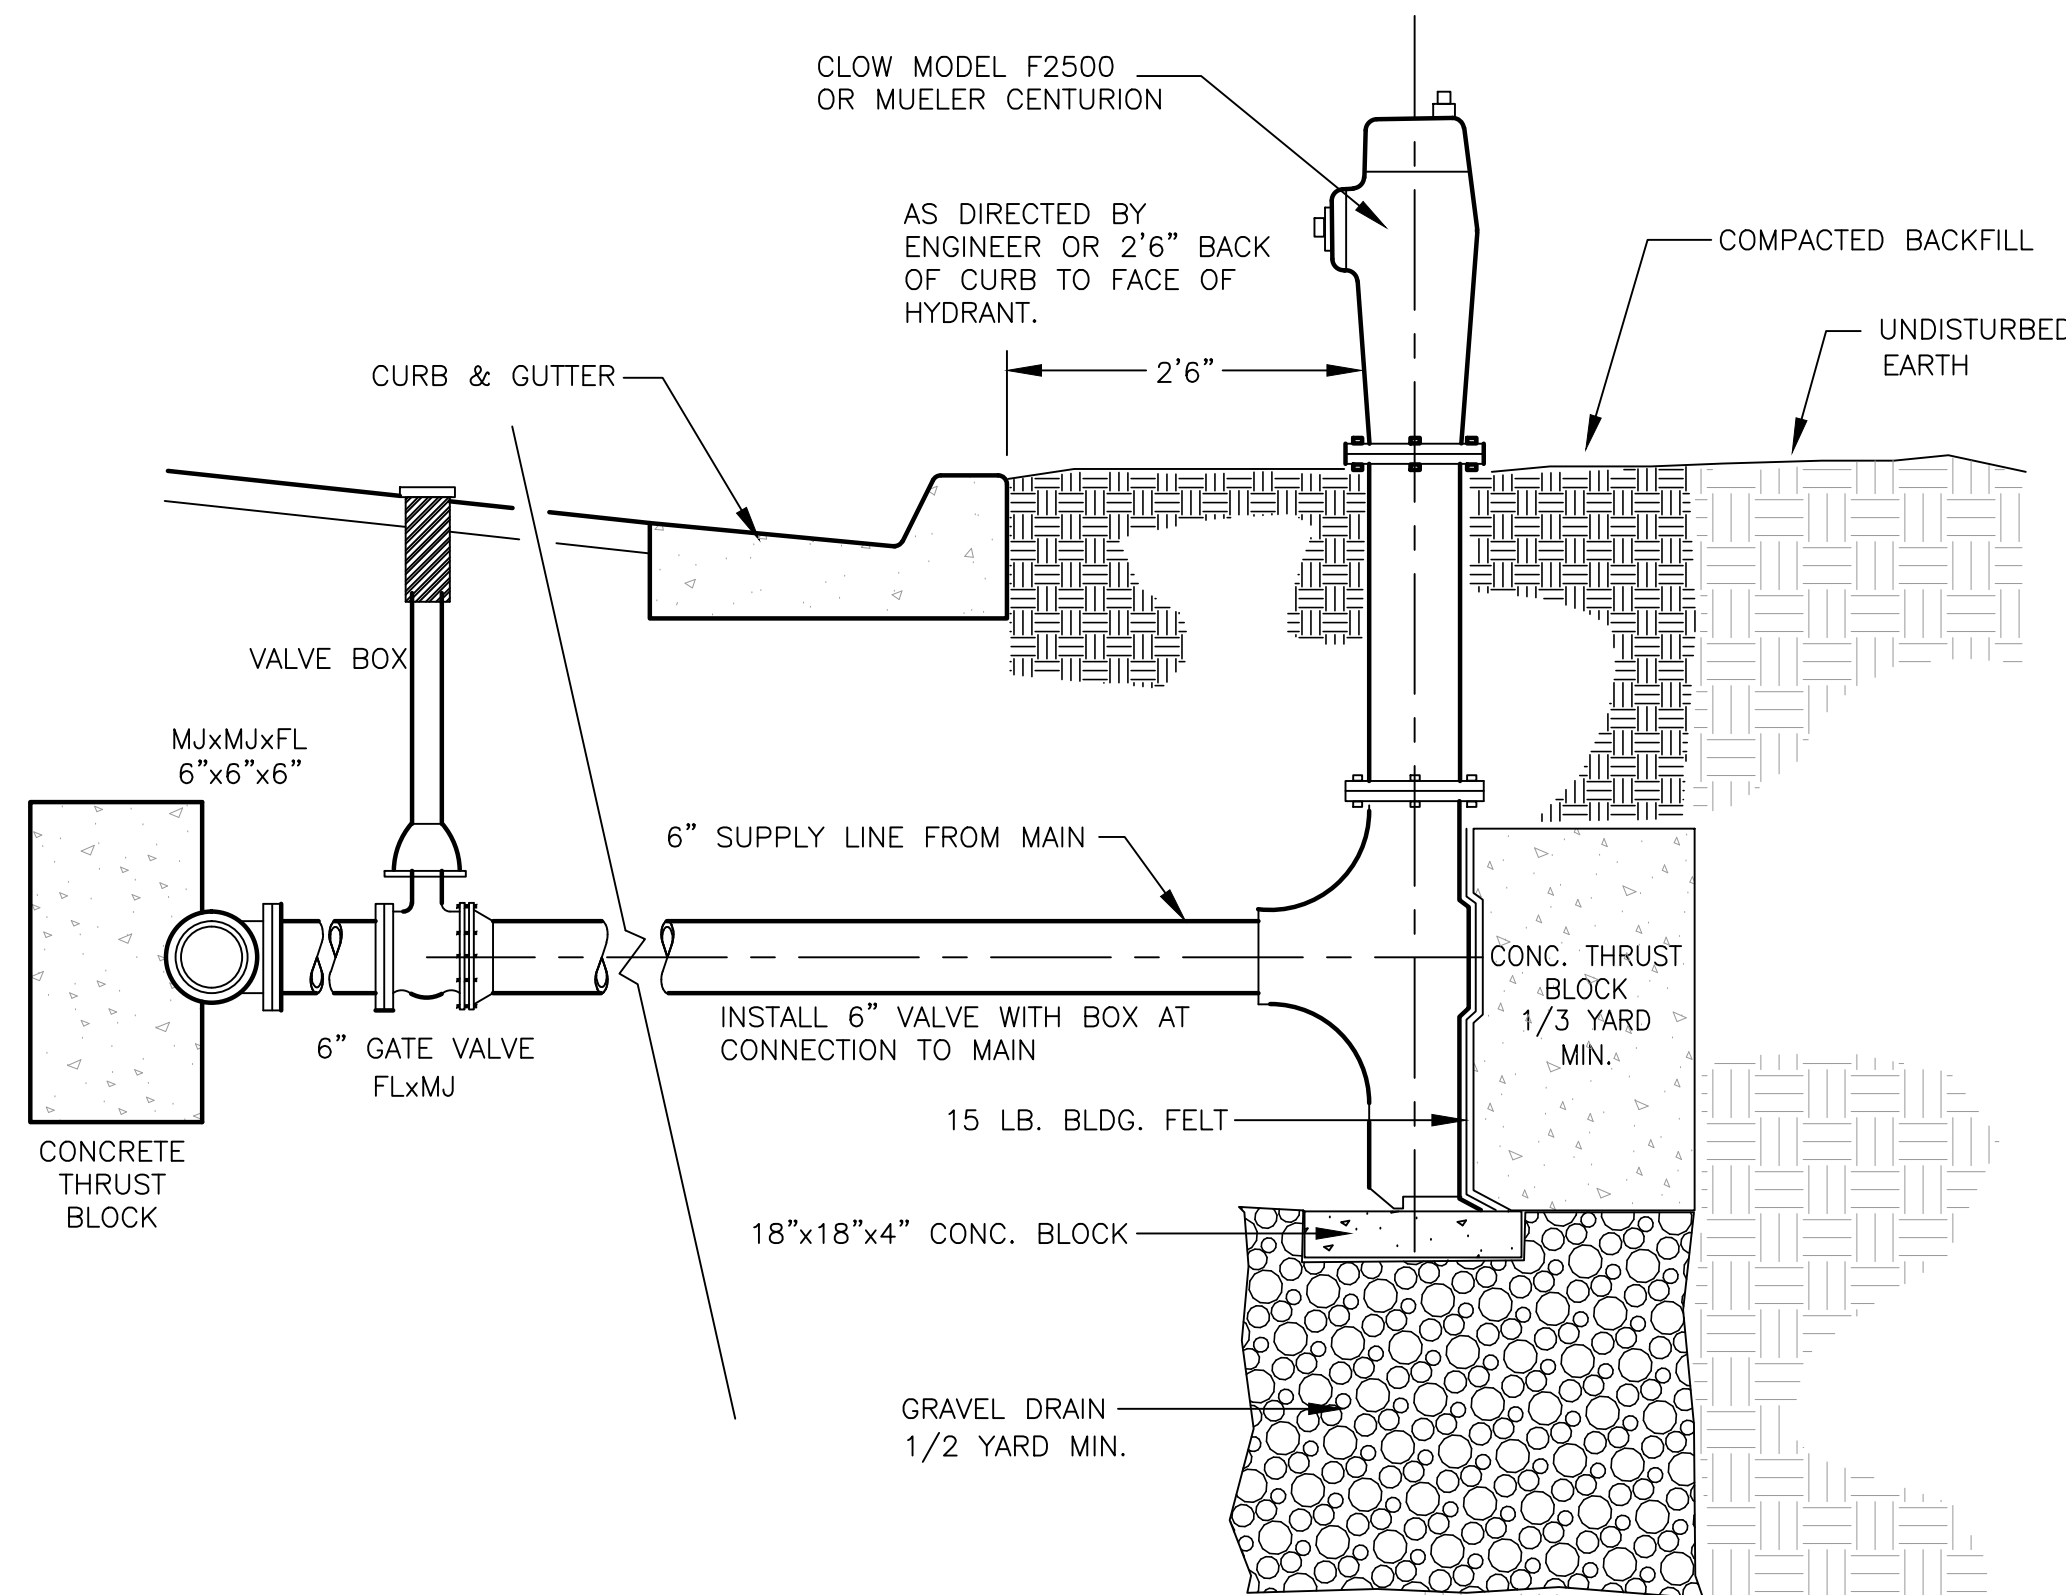 CLOW MODEL F2500
OR MUELER CENTURION
AS DIRECTED BY
ENGINEER OR 2'6" BACK
OF CURB TO FACE OF
HYDRANT.
COMPACTED BACKFILL
UNDISTURBED
EARTH
CURB & GUTTER
2'6"
VALVE BOX
MJxMJxFL
6"x6"x6"
6" SUPPLY LINE FROM MAIN
CONC. THRUST
BLOCK
1/3 YARD
MIN.
INSTALL 6" VALVE WITH BOX AT
CONNECTION TO MAIN
6" GATE VALVE
FLxMJ
15 LB. BLDG. FELT
CONCRETE
THRUST
BLOCK
18"x18"x4" CONC. BLOCK
GRAVEL DRAIN
1/2 YARD MIN.